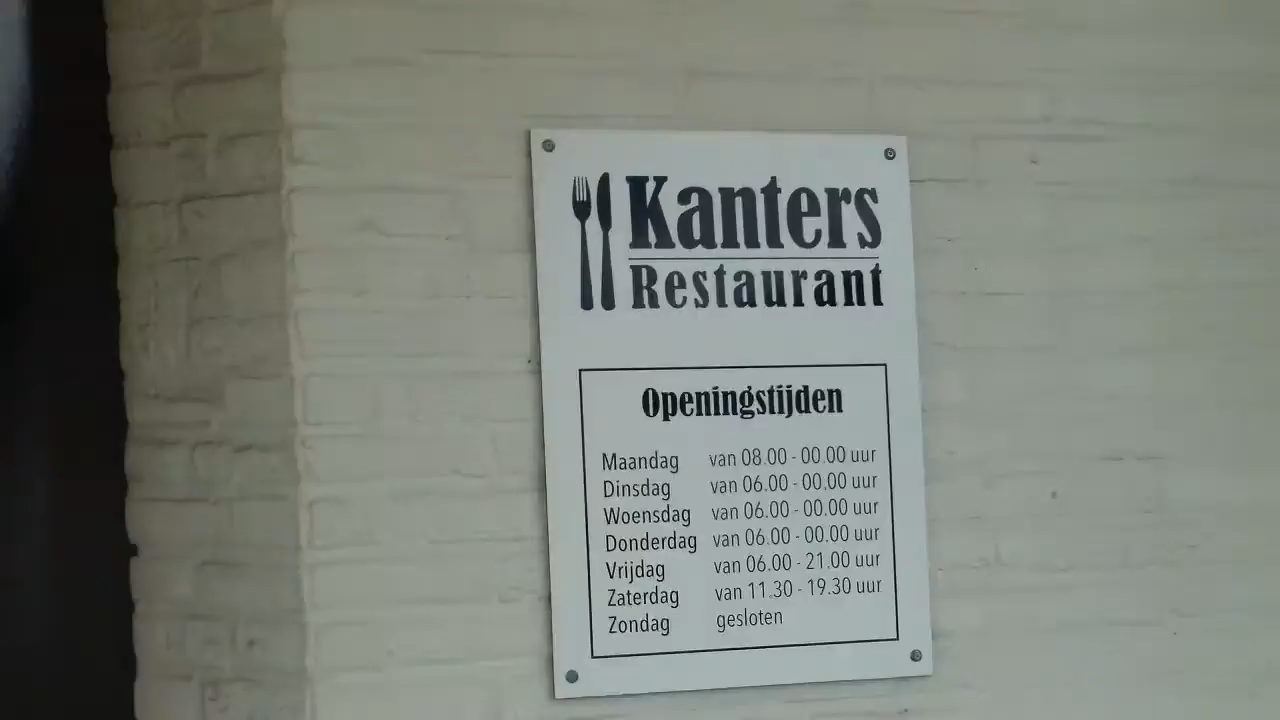 Kanters
Restaurant
Openingstijden
Maandag van 08.00 - 00.00 uur
Dinsdag van 06.00 - 00.00 uur
Woensdag van 06.00 - 00.00 uur
Donderdag van 06.00 - 00.00 uur
Vrijdag van 06.00 - 21.00 uur
Zaterdag van 11.30 - 19.30 uur
Zondag gesloten